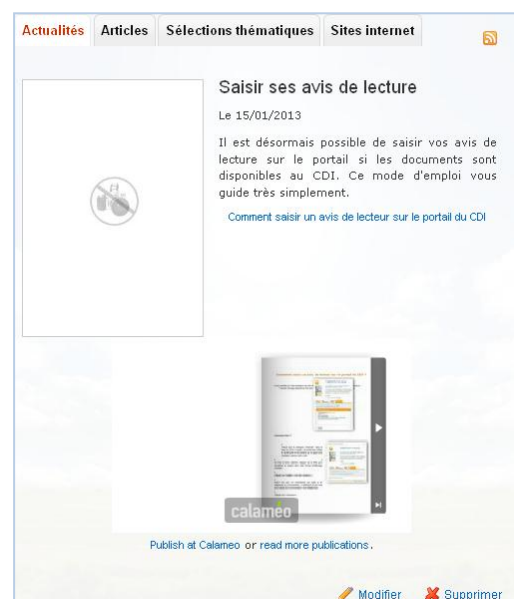 Actualités Articles Sélections thématiques Sites internet
Saisir ses avis de lecture
Le 15/01/2013
Il est désormais possible de saisir vos avis de
lecture sur le portail si les documents sont
disponibles au CDI. Ce mode d'emploi vous
guide très simplement.
Comment saisir un avis de lecteur sur le portail du CDI
calaméo
Publish at Calameo or read more publications.
Modifier Supprimer